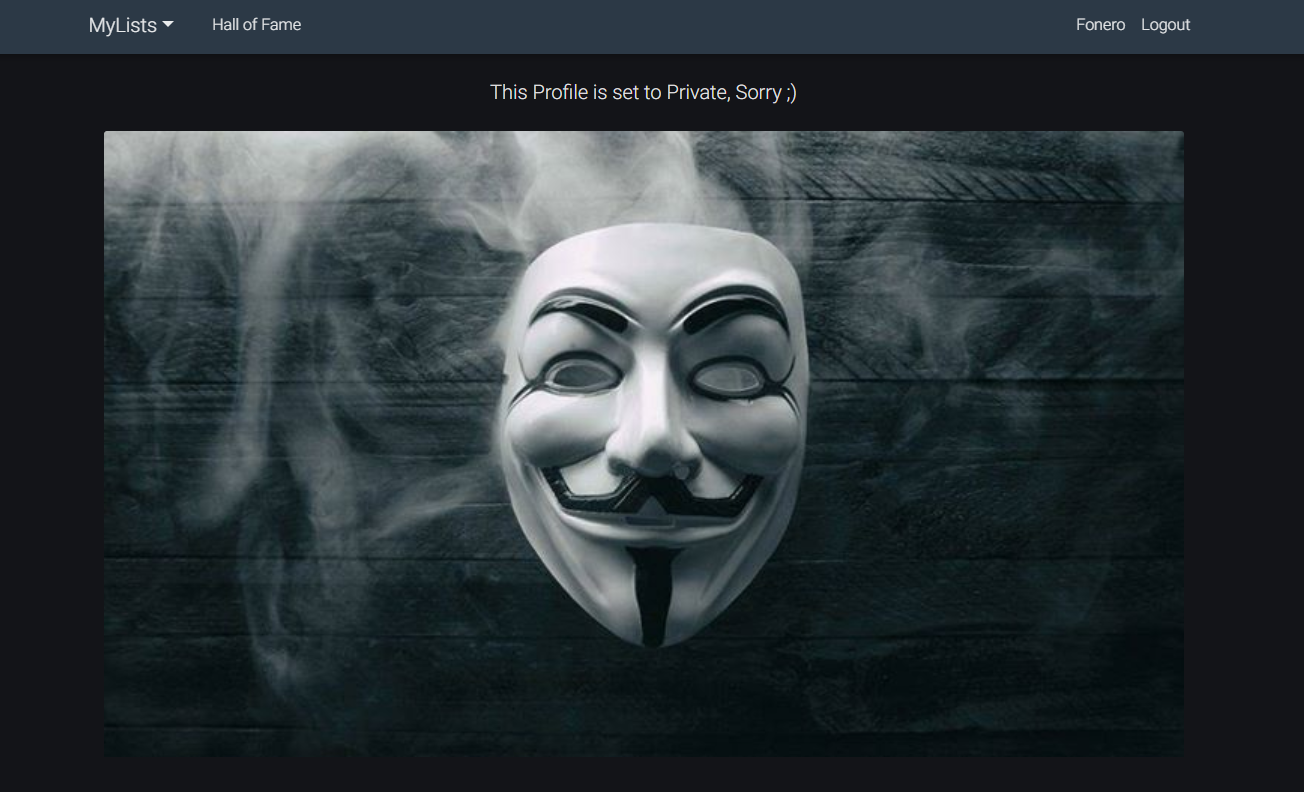 MyLists Hall of Fame Fonero Logout
This Profile is set to Private, Sorry ;)